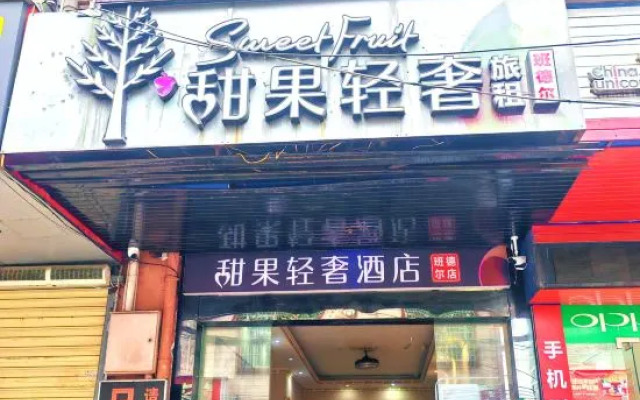 Sweet Fruit
甜果轻奢
旅租
班德尔
China
unicom
甜果轻奢酒店
班德尔店
手机